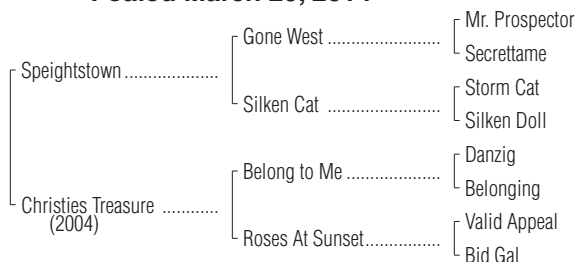 Mr. Prospector
Gone West ........................
Secrettame
Speightstown ....................
Storm Cat
Silken Cat ........................
Silken Doll
Danzig
Belong to Me ....................
Belonging
Christies Treasure ............
(2004)
Valid Appeal
Roses At Sunset................
Bid Gal